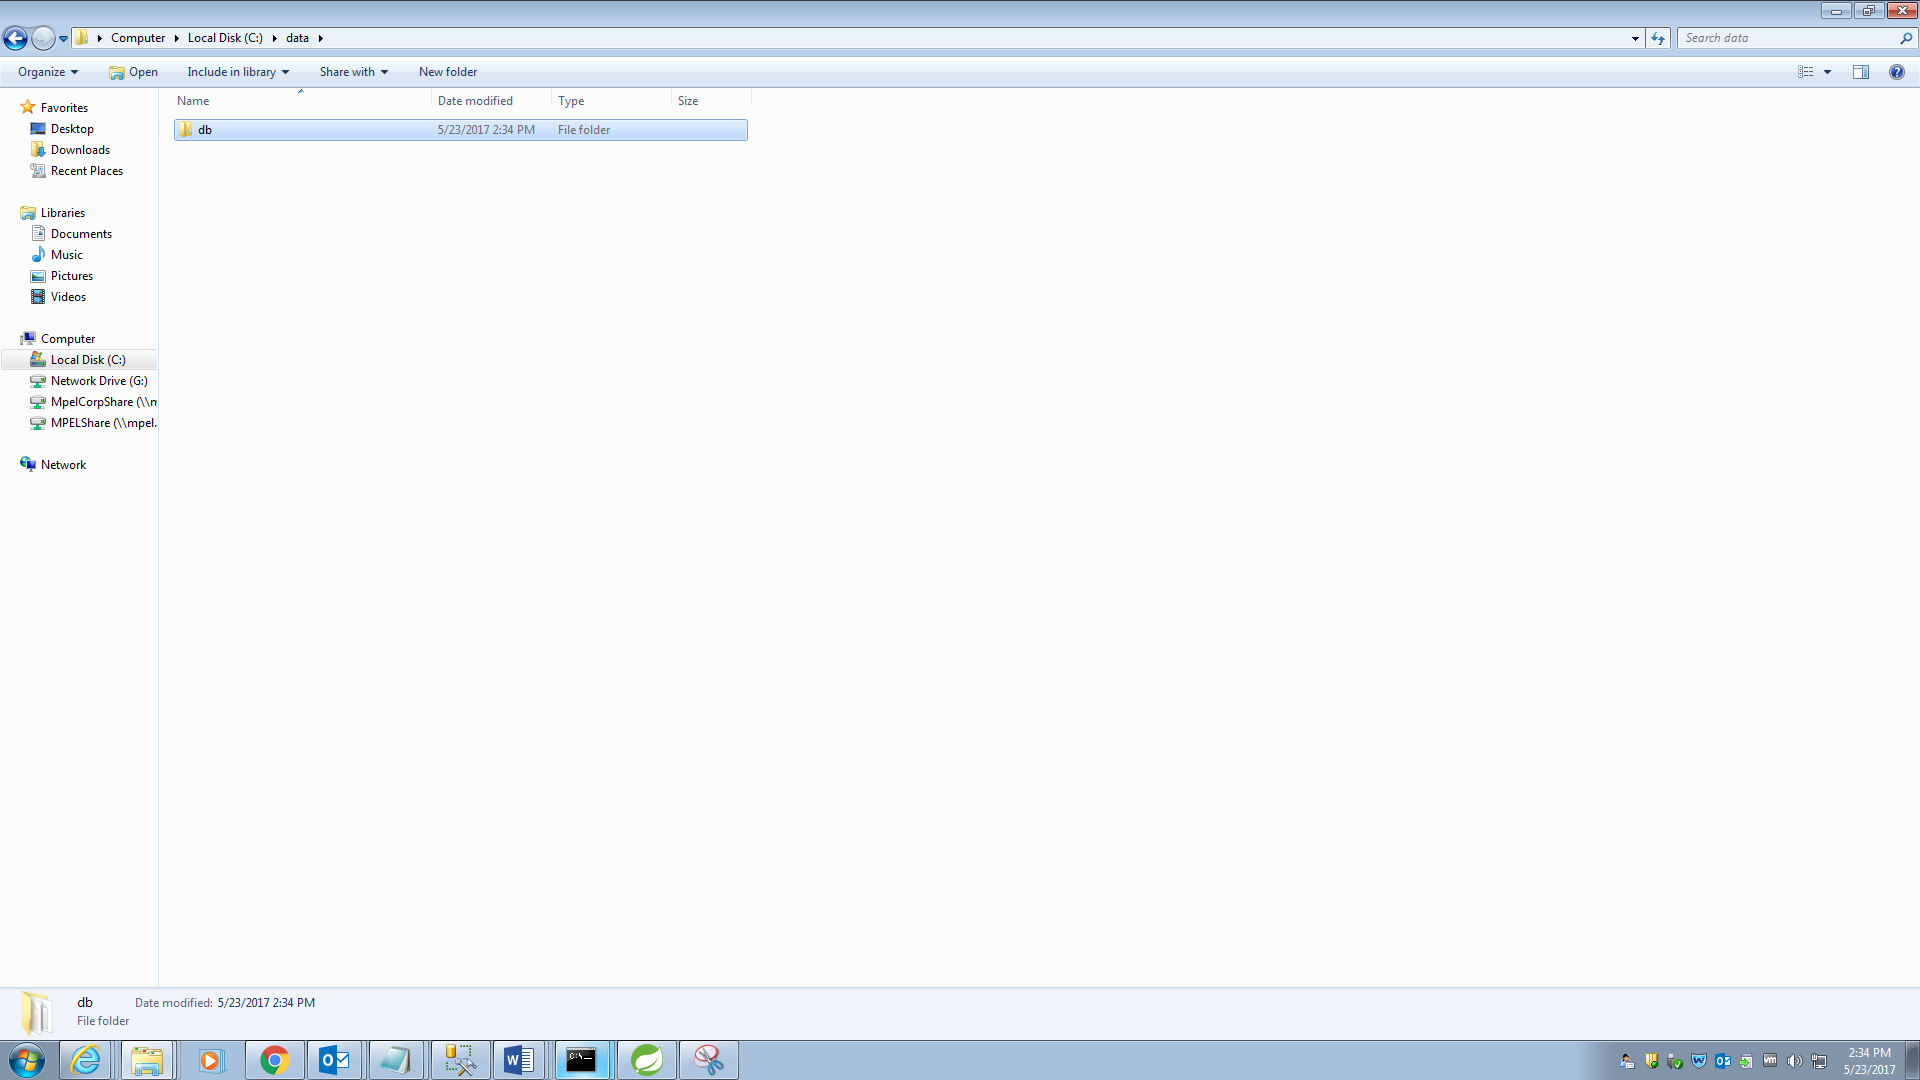 Computer Local Disk (C:) data
Search data
Organize Open Include in library Share with New folder
Name Date modified Type Size
db 5/23/2017 2:34 PM File folder
Favorites
Desktop
Downloads
Recent Places
Libraries
Documents
Music
Pictures
Videos
Computer
Local Disk (C:)
Network Drive (G:)
MpelCorpShare (\\m
MPELShare (\\mpel.
Network
db Date modified: 5/23/2017 2:34 PM
File folder
C:\_
2:34 PM
5/23/2017